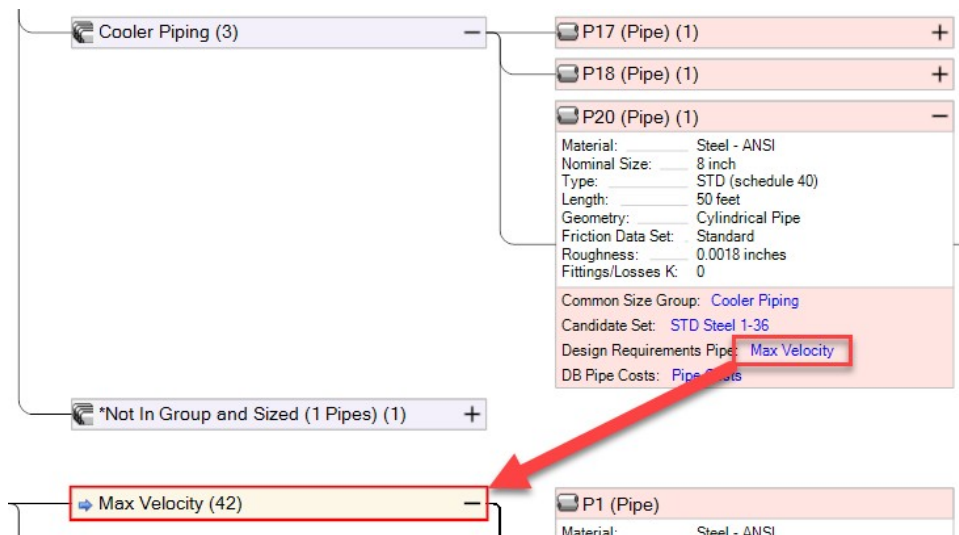 Cooler Piping (3)
P17 (Pipe) (1)
P18 (Pipe) (1)
P20 (Pipe) (1)
Material: Steel - ANSI
Nominal Size: 8 inch
Type: STD (schedule 40)
Length: 50 feet
Geometry: Cylindrical Pipe
Friction Data Set: Standard
Roughness: 0.0018 inches
Fittings/Losses K: 0
Common Size Group: Cooler Piping
Candidate Set: STD Steel 1-36
Design Requirements Pipe: Max Velocity
DB Pipe Costs: Pipe Costs
*Not In Group and Sized (1 Pipes) (1)
Max Velocity (42)
P1 (Pipe)
Material: Steel - ANSI